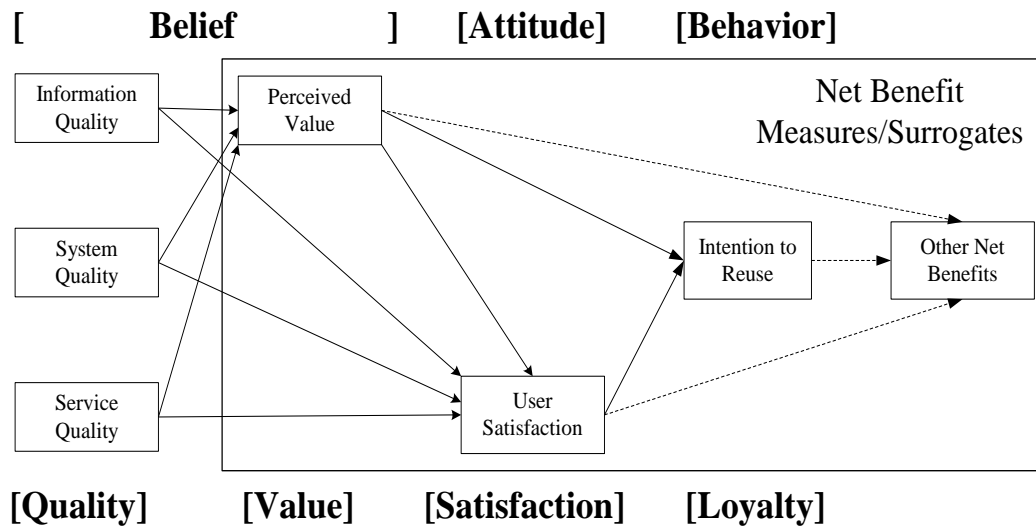 [ Belief ] [Attitude] [Behavior]
Information
Quality
Perceived
Value
Net Benefit
Measures/Surrogates
System
Quality
Intention to
Reuse
Other Net
Benefits
Service
Quality
User
Satisfaction
[Quality] [Value] [Satisfaction] [Loyalty]